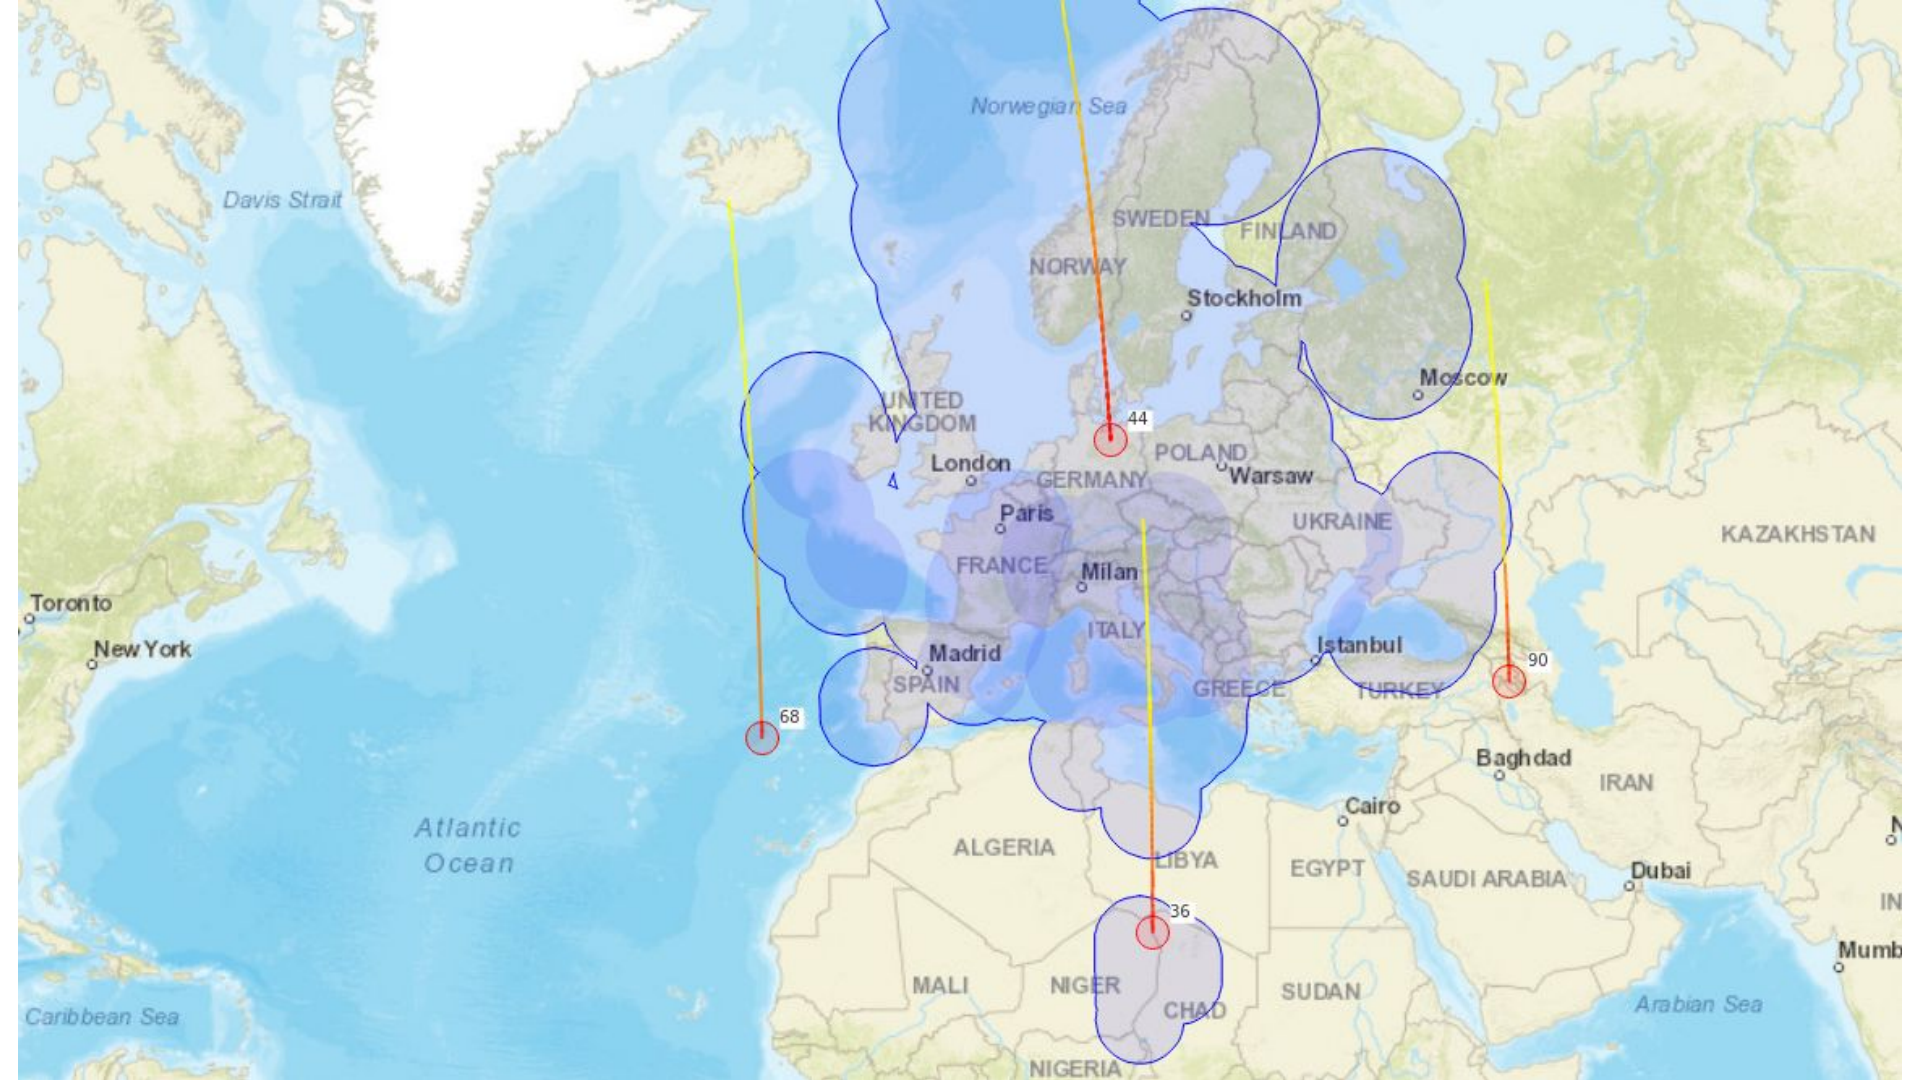 Norwegian Sea
Davis Strait
SWEDEN
FINLAND
NORWAY
Stockholm
Moscow
UNITED
KINGDOM
44
London
POLAND
GERMANY
Warsaw
Paris
UKRAINE
KAZAKHSTAN
FRANCE
Milan
Toronto
ITALY
New York
Istanbul
Madrid
90
SPAIN
GREECE
TURKEY
68
Baghdad
IRAN
Cairo
Atlantic
Ocean
ALGERIA
LIBYA
EGYPT
SAUDI ARABIA
Dubai
N
IN
36
Mumb
MALI
NIGER
SUDAN
CHAD
Arabian Sea
Caribbean Sea
NIGERIA